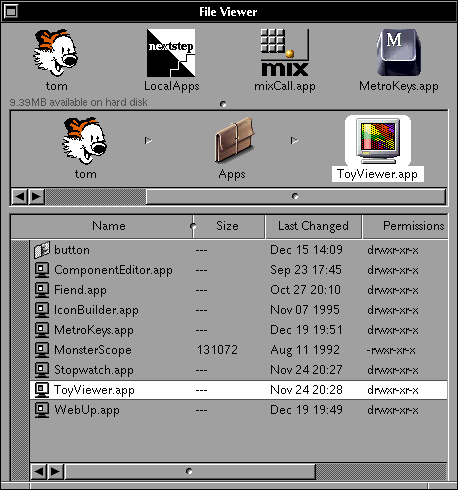 File Viewer
nextstep
mix
M
tom LocalApps mixCall.app MetroKeys.app
9.39MB available on hard disk
tom Apps ToyViewer.app
Name Size Last Changed Permissions
button --- Dec 15 14:09 drwxr-xr-x
ComponentEditor.app --- Sep 23 17:45 drwxr-xr-x
Fiend.app --- Oct 27 20:10 drwxr-xr-x
IconBuilder.app --- Nov 07 1995 drwxr-xr-x
MetroKeys.app --- Dec 19 19:51 drwxr-xr-x
MonsterScope 131072 Aug 11 1992 -rwxr-xr-x
Stopwatch.app --- Nov 24 20:27 drwxr-xr-x
ToyViewer.app --- Nov 24 20:28 drwxr-xr-x
WebUp.app --- Dec 19 19:49 drwxr-xr-x